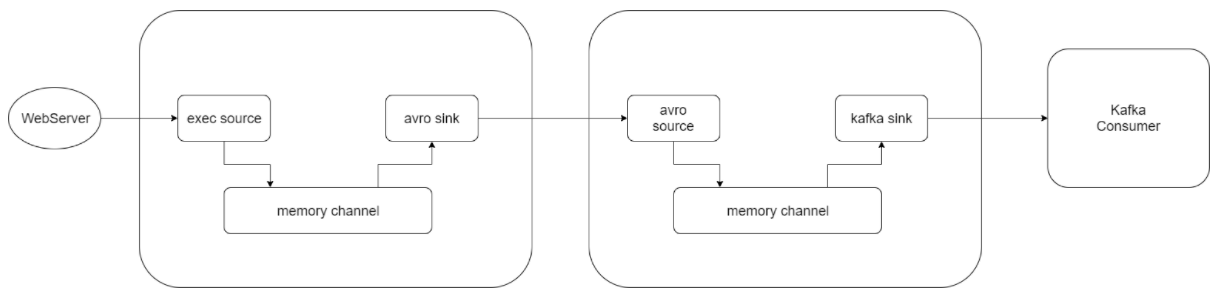 WebServer
exec source
avro sink
memory channel
avro
source
kafka sink
memory channel
Kafka
Consumer